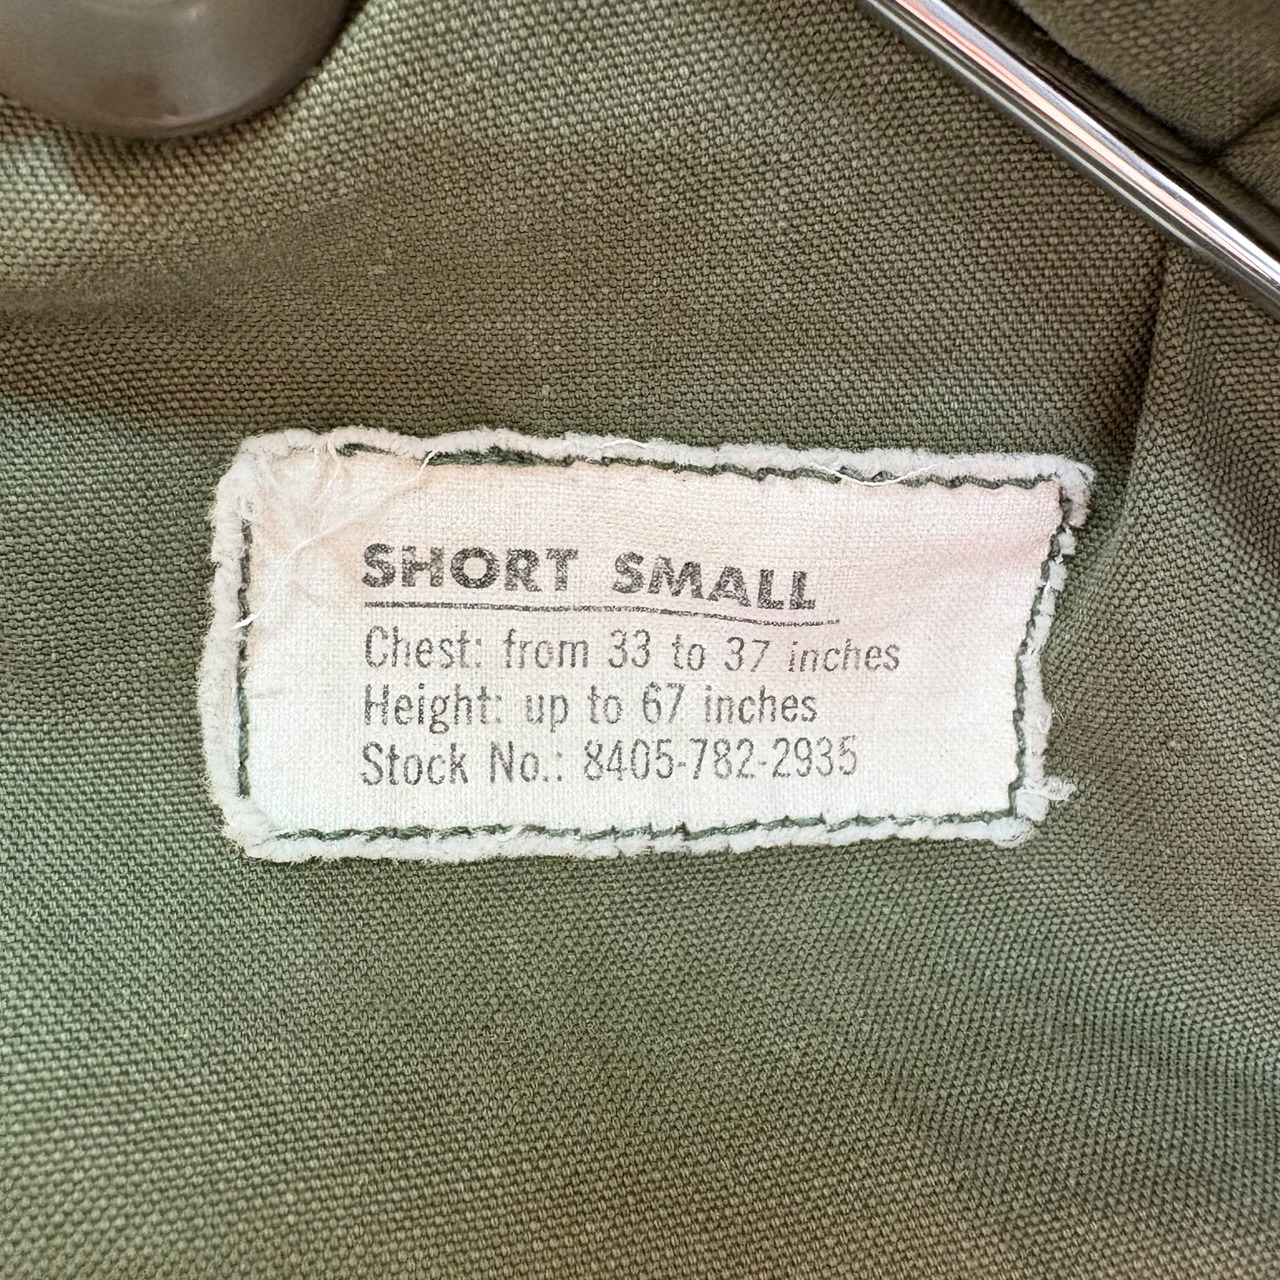 SHORT SMALL
Chest: from 33 to 37 inches
Height: up to 67 inches
Stock No.: 8405-782-2935